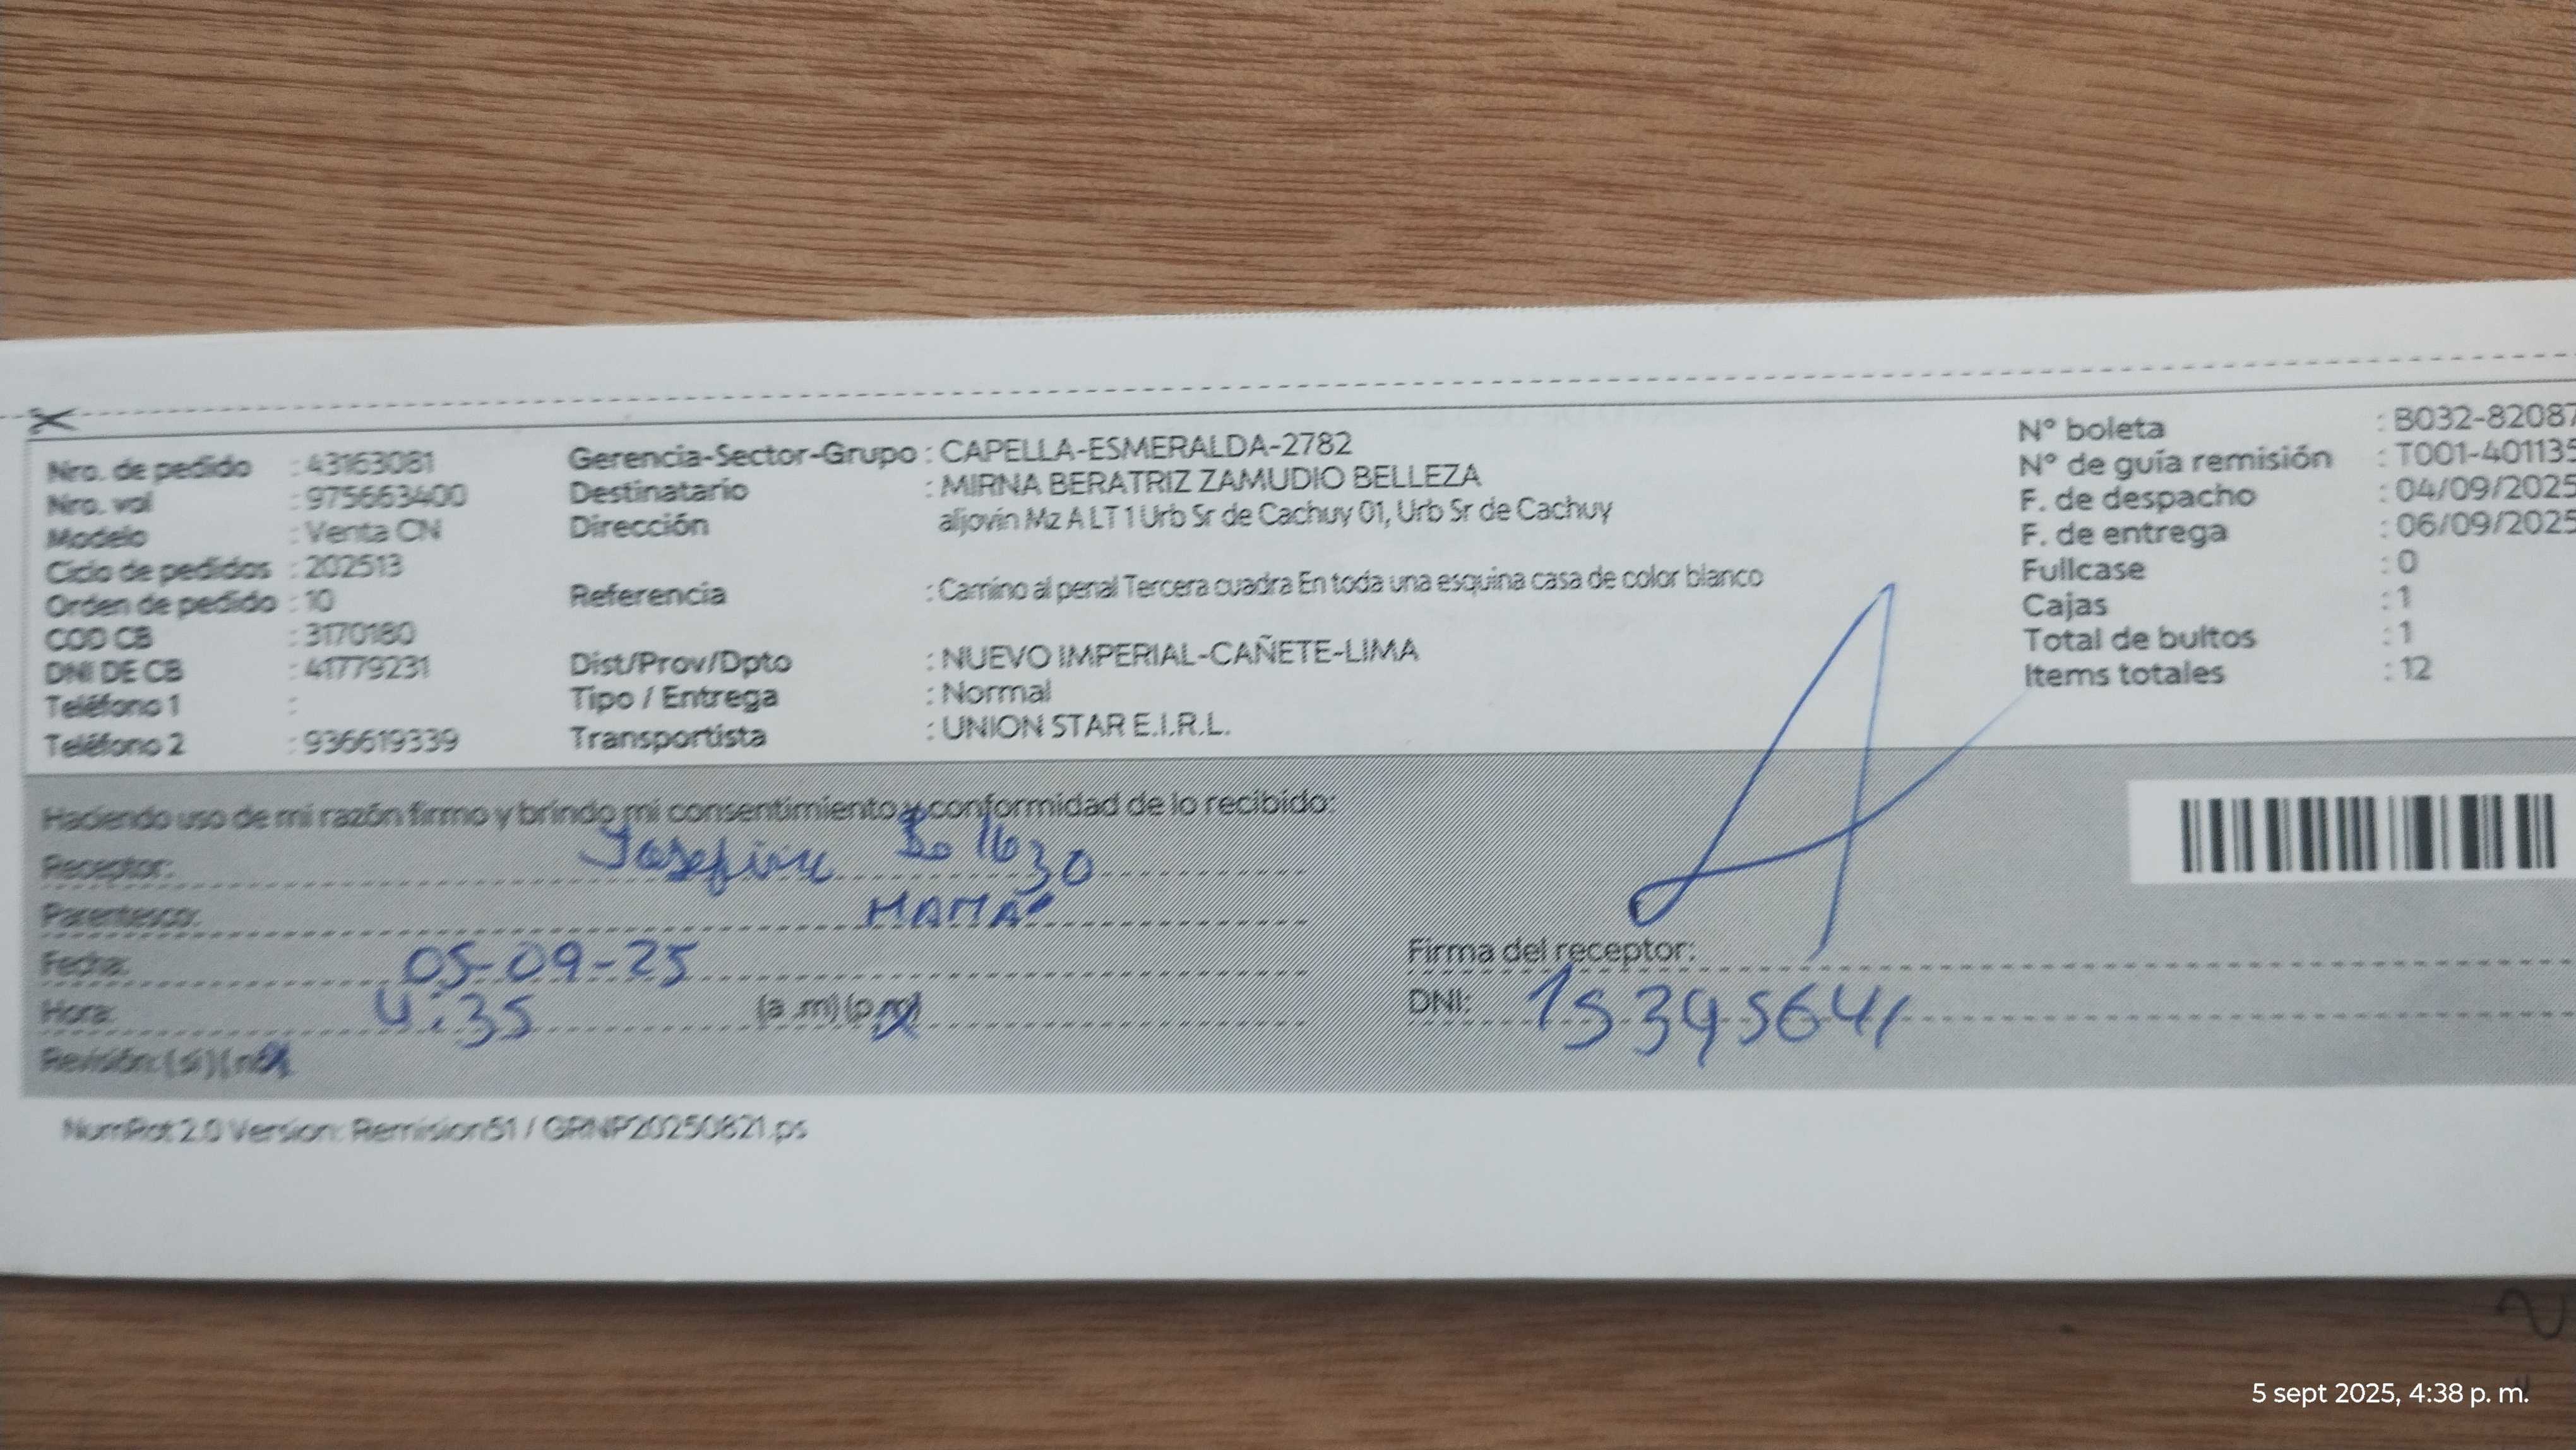 Nro. de pedido : 43163081
Nro. vol : 975663400
Modelo : Venta CN
Ciclo de pedidos : 202513
Orden de pedido : 10
COD CB : 3170180
DNI DE CB : 41779231
Teléfono 1 :
Teléfono 2 : 936619339
Gerencia-Sector-Grupo : CAPELLA-ESMERALDA-2782
Destinatario : MIRNA BERATRIZ ZAMUDIO BELLEZA
Dirección aljovin Mz A LT 1 Urb Sr de Cachuy 01, Urb Sr de Cachuy
Referencia : Camino al penal Tercera cuadra En toda una esquina casa de color blanco
Dist/Prov/Dpto : NUEVO IMPERIAL-CAÑETE-LIMA
Tipo / Entrega : Normal
Transportista : UNION STAR E.I.R.L.
N° boleta : B032-82087
N° de guía remisión : T001-401135
F. de despacho : 04/09/2025
F. de entrega : 06/09/2025
Fullcase : 0
Cajas : 1
Total de bultos : 1
Items totales : 12
Haciendo uso de mi razón firmo y brindo mi consentimiento y conformidad de lo recibido:
Receptor:
Parentesco: MAMÁ
Fecha: 05-09-25
Hora: 4:35 (a .m) (p.m)
Revisión: (si) (no)
Firma del receptor:
DNI: 15395641
NumRot 2.0 Version: Remision51 / GRNP20250821.ps
5 sept 2025, 4:38 p. m.